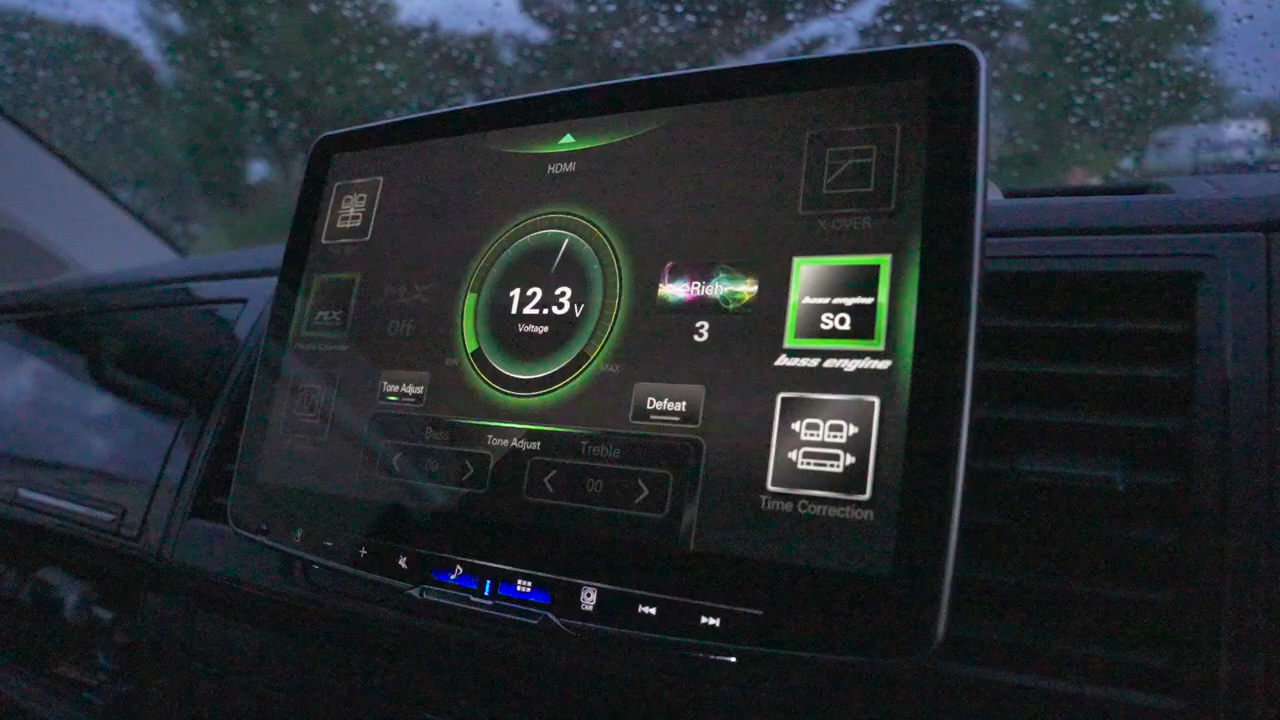 HDMI
X-OVER
MX
Off
MX
12.3V
Voltage
MIN
MAX
Rich
3
bass engine
SQ
bass engine
Tone Adjust
Defeat
Bass
Tone Adjust
Treble
00
00
Time Correction
CAM